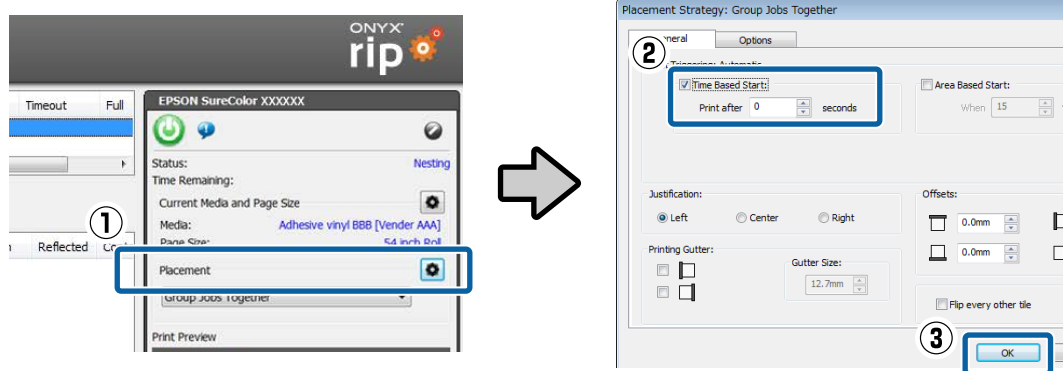 ONYX
rip
Timeout Full
EPSON SureColor XXXXXX
Status: Nesting
Time Remaining:
Current Media and Page Size
Media: Adhesive vinyl BBB [Vender AAA]
Page Size: 54 inch Roll
1
Reflected
Placement
Group Jobs Together
Print Preview
Placement Strategy: Group Jobs Together
2
Options
Triggering: Automatic
Time Based Start:
Print after 0 seconds
Area Based Start:
When 15
Justification:
Left Center Right
Offsets:
0.0mm
0.0mm
Printing Gutter:
Gutter Size:
12.7mm
Flip every other tile
3
OK